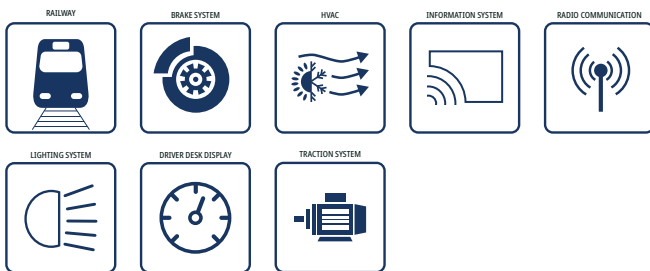 RAILWAY
BRAKE SYSTEM
HVAC
INFORMATION SYSTEM
RADIO COMMUNICATION
LIGHTING SYSTEM
DRIVER DESK DISPLAY
TRACTION SYSTEM